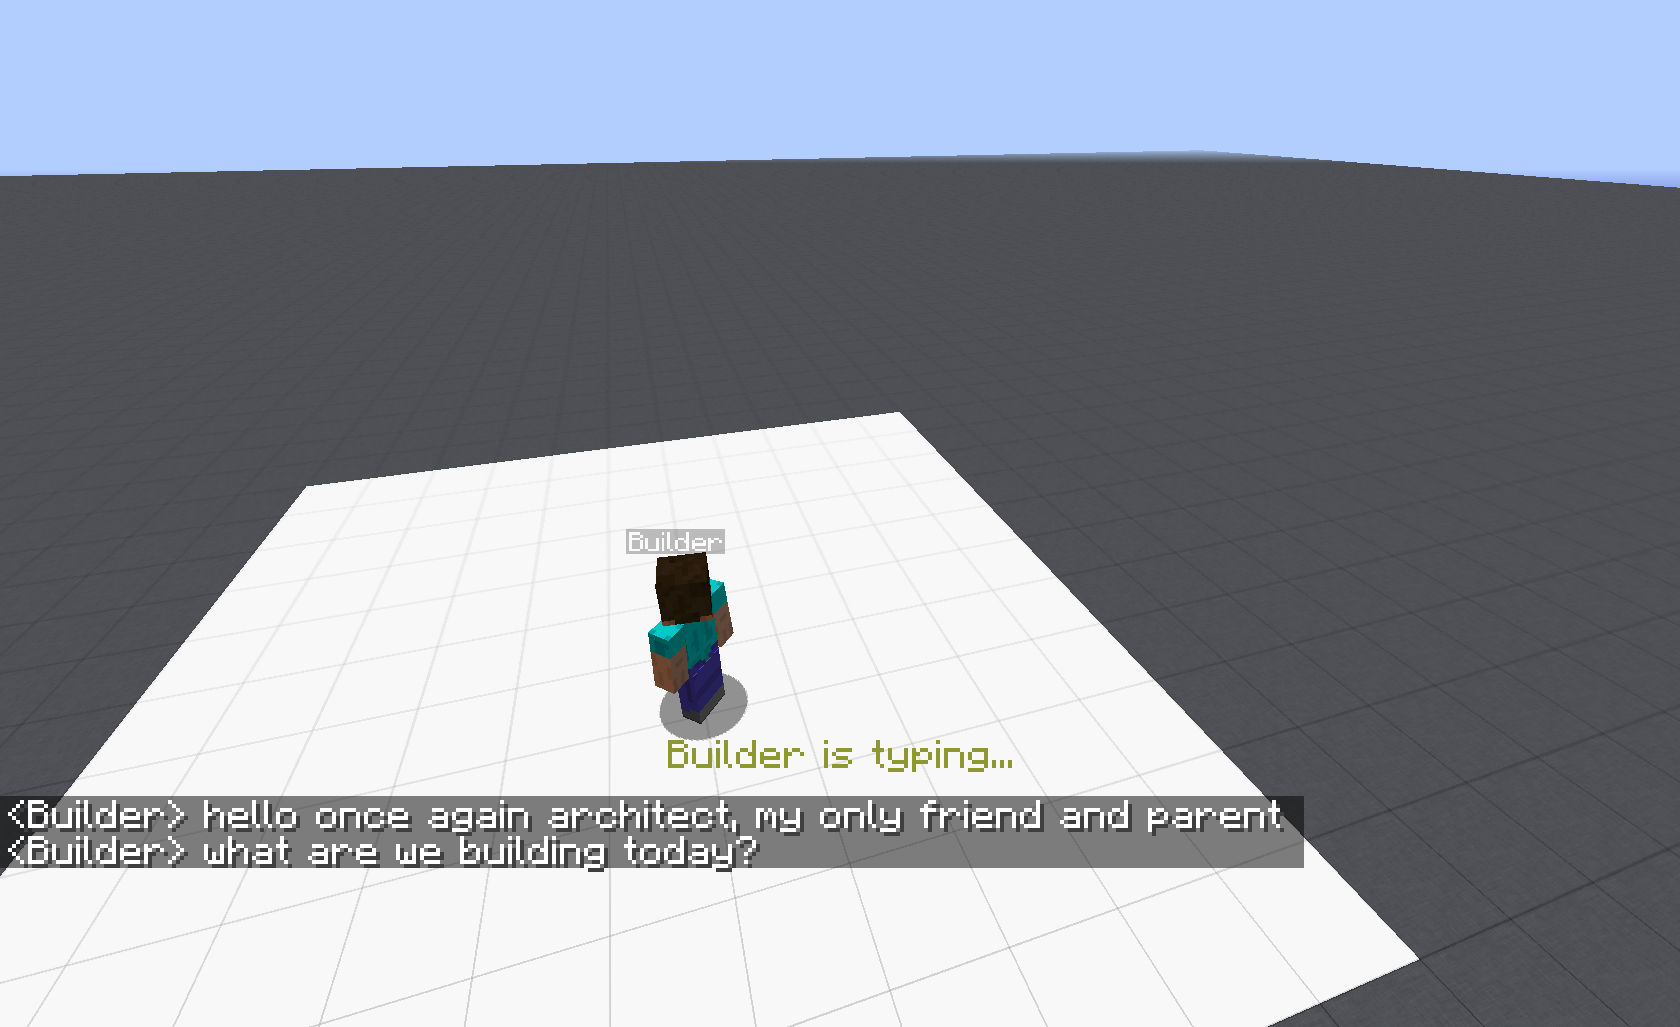 Builder
Builder is typing...
<Builder> hello once again architect, my only friend and parent
<Builder> what are we building today?